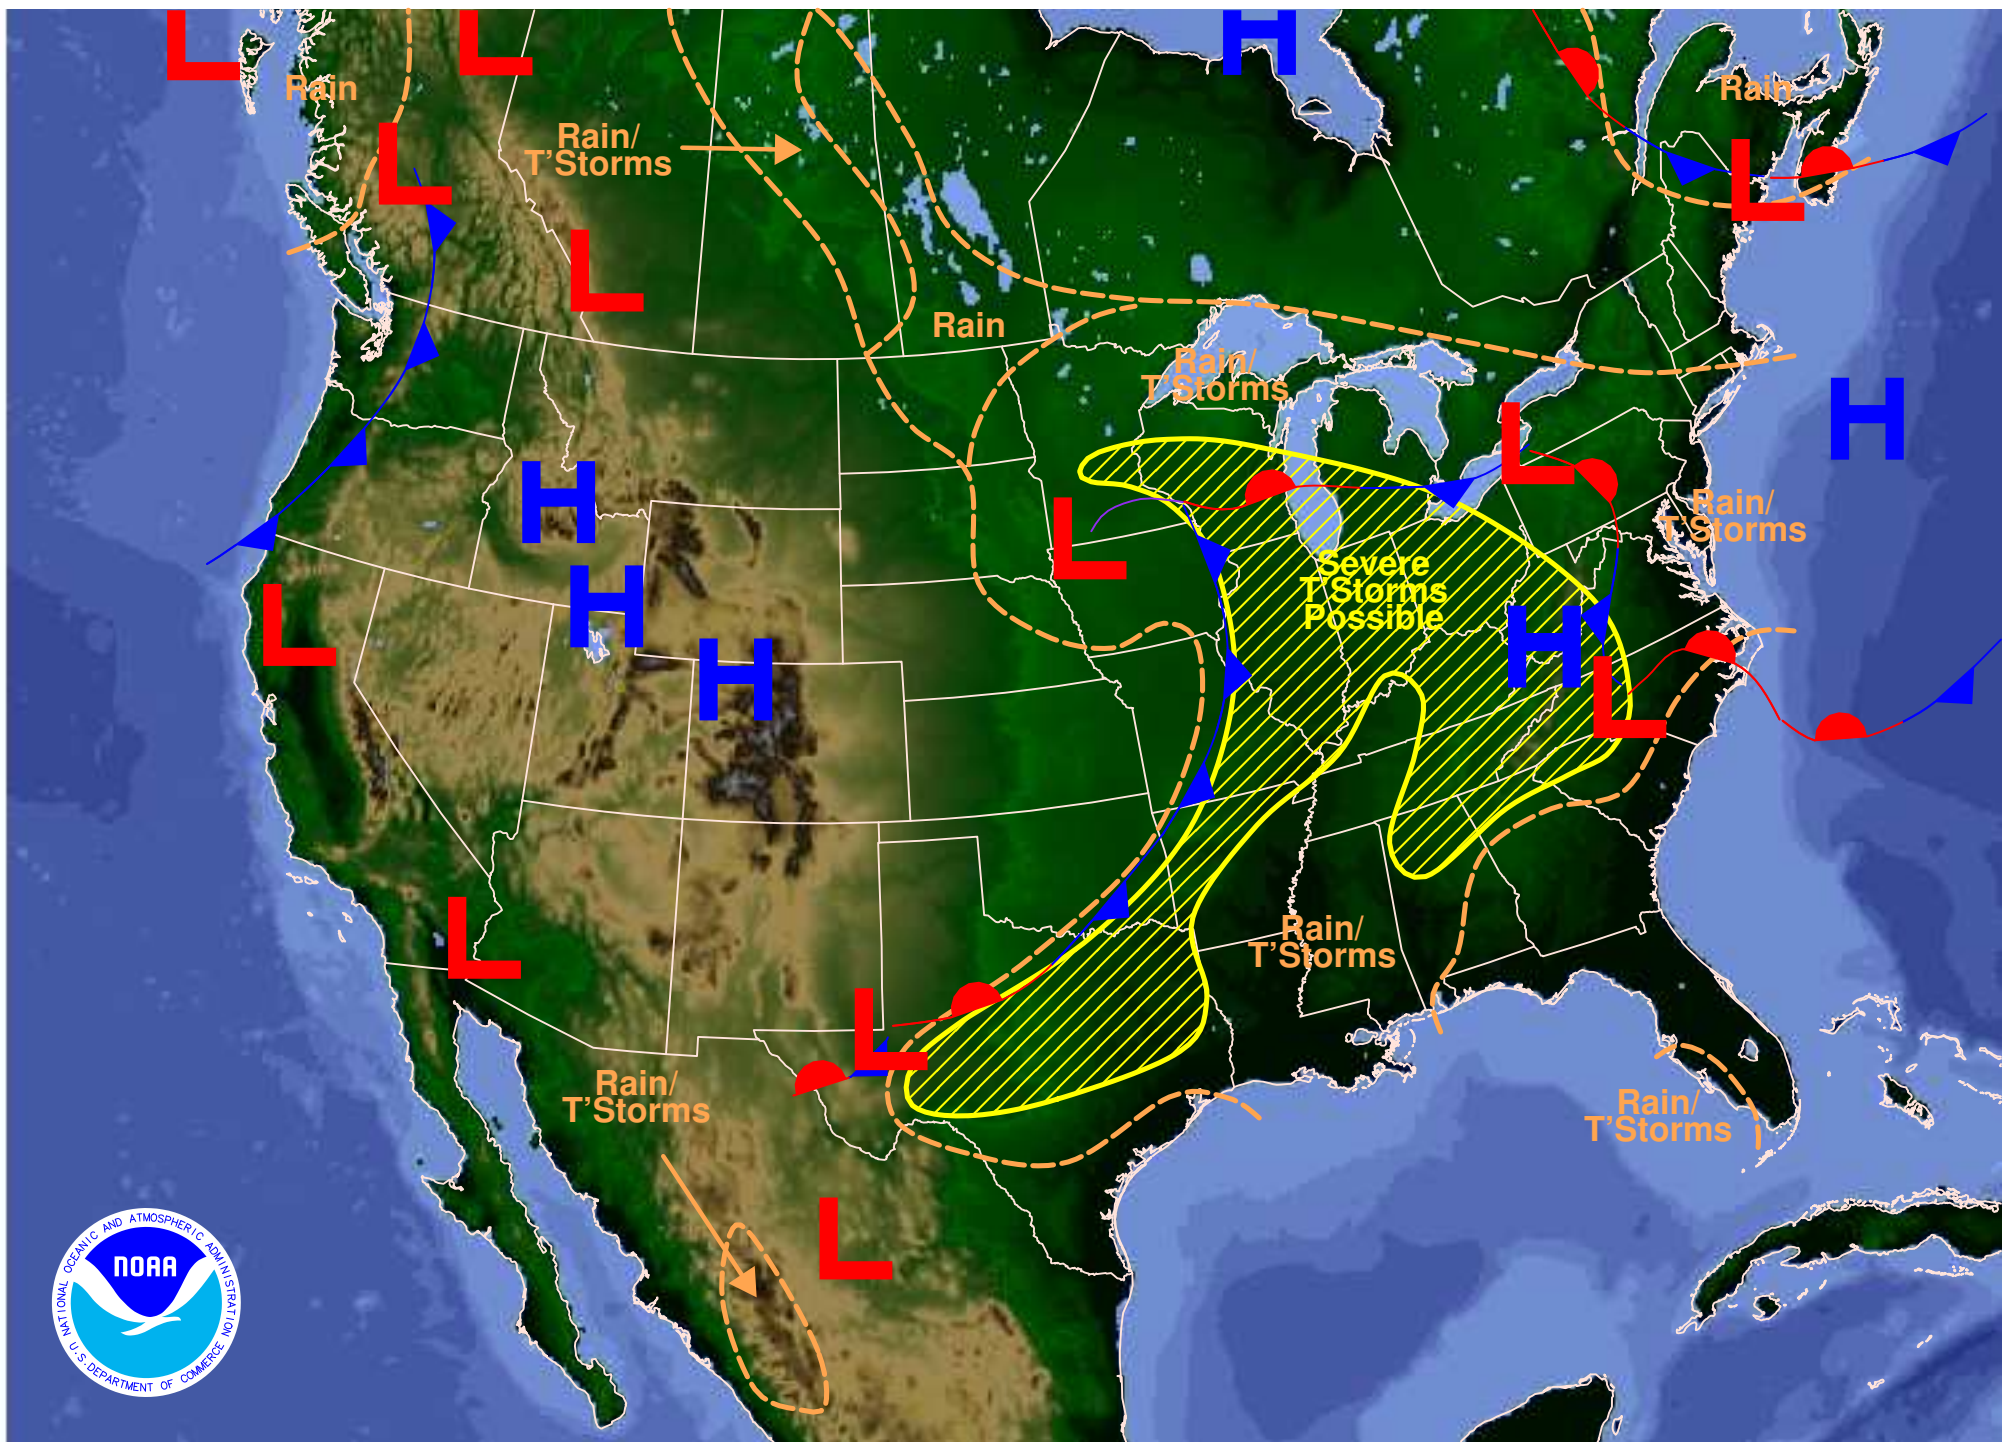 L
L
H
Rain
Rain
Rain/
T'Storms
L
L
L
Rain
Rain/
T'Storms
H
L
H
L
Rain/
T'Storms
Severe
T'Storms
Possible
H
L
H
H
L
L
Rain/
T'Storms
L
Rain/
T'Storms
Rain/
T'Storms
L
NATIONAL OCEANIC AND ATMOSPHERIC ADMINISTRATION
NOAA
U.S. DEPARTMENT OF COMMERCE